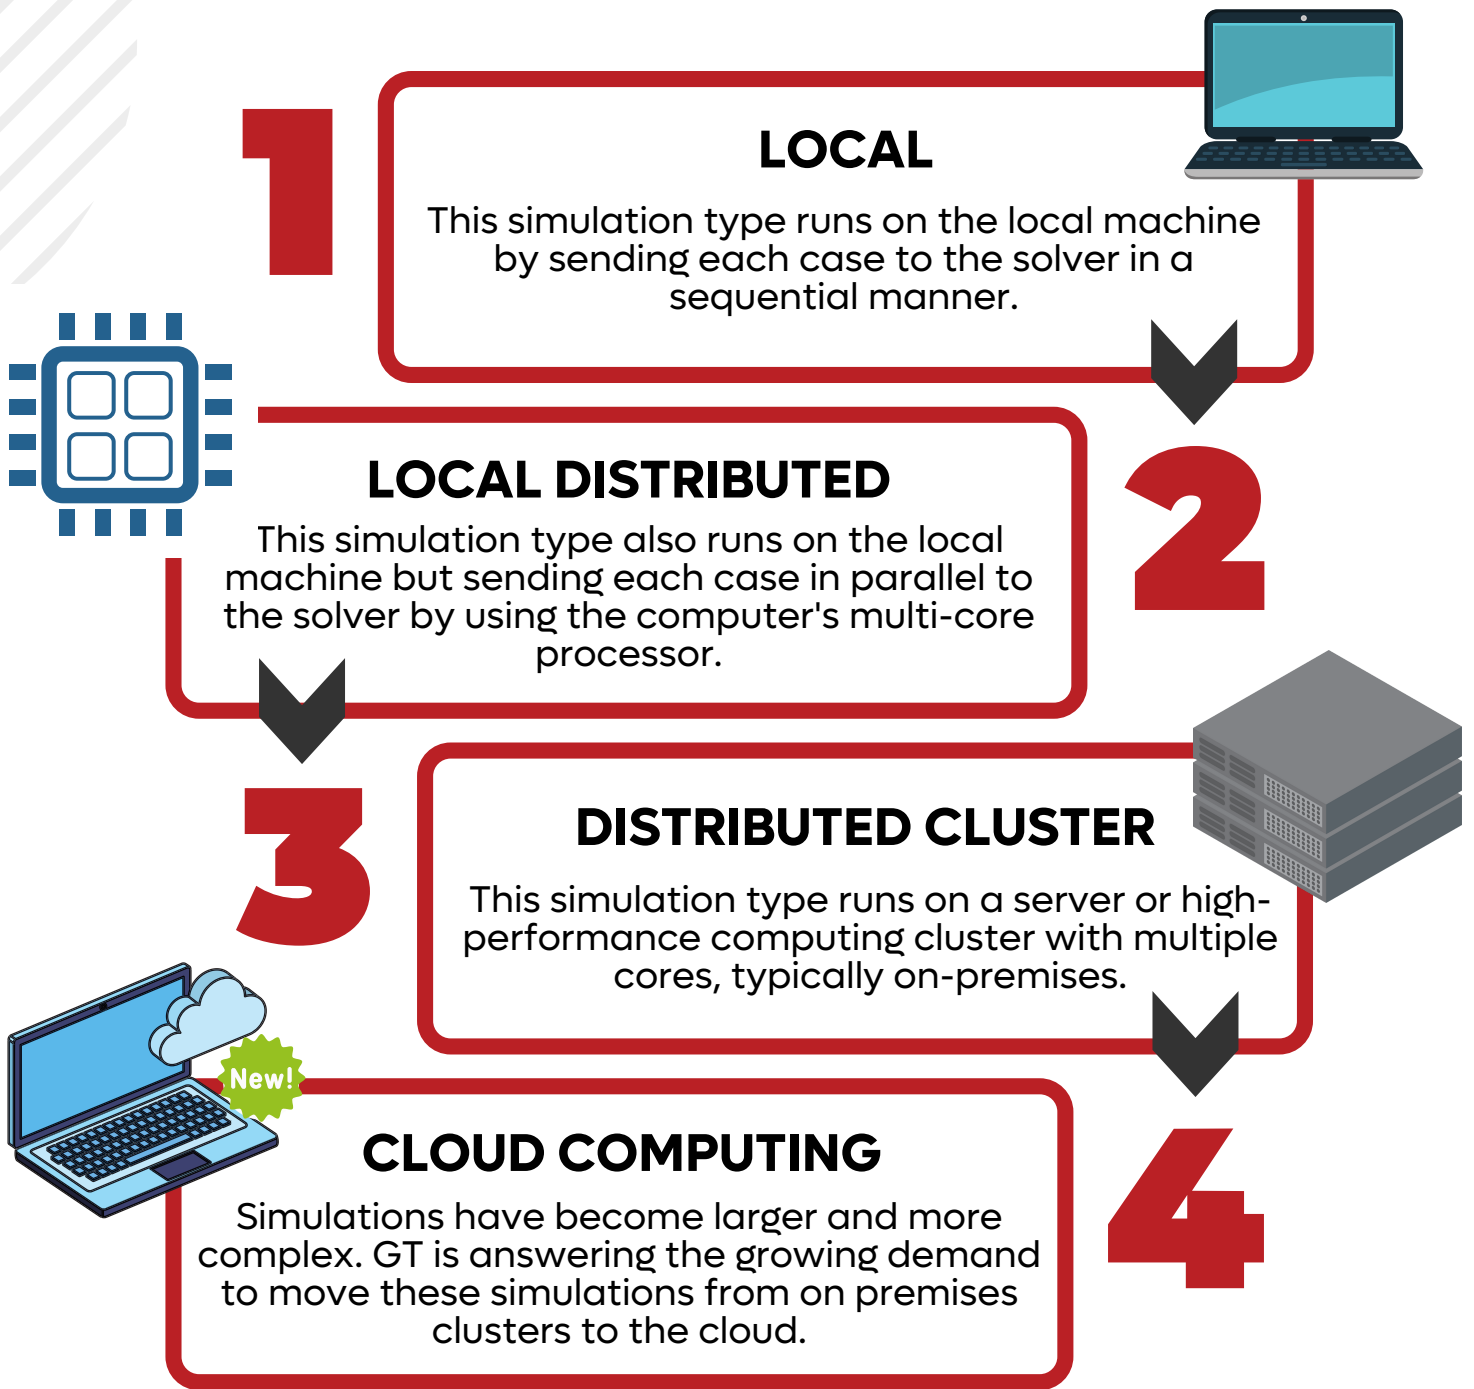 1
LOCAL
This simulation type runs on the local machine
by sending each case to the solver in a
sequential manner.
2
LOCAL DISTRIBUTED
This simulation type also runs on the local
machine but sending each case in parallel to
the solver by using the computer's multi-core
processor.
3
DISTRIBUTED CLUSTER
This simulation type runs on a server or high-
performance computing cluster with multiple
cores, typically on-premises.
New!
4
CLOUD COMPUTING
Simulations have become larger and more
complex. GT is answering the growing demand
to move these simulations from on premises
clusters to the cloud.